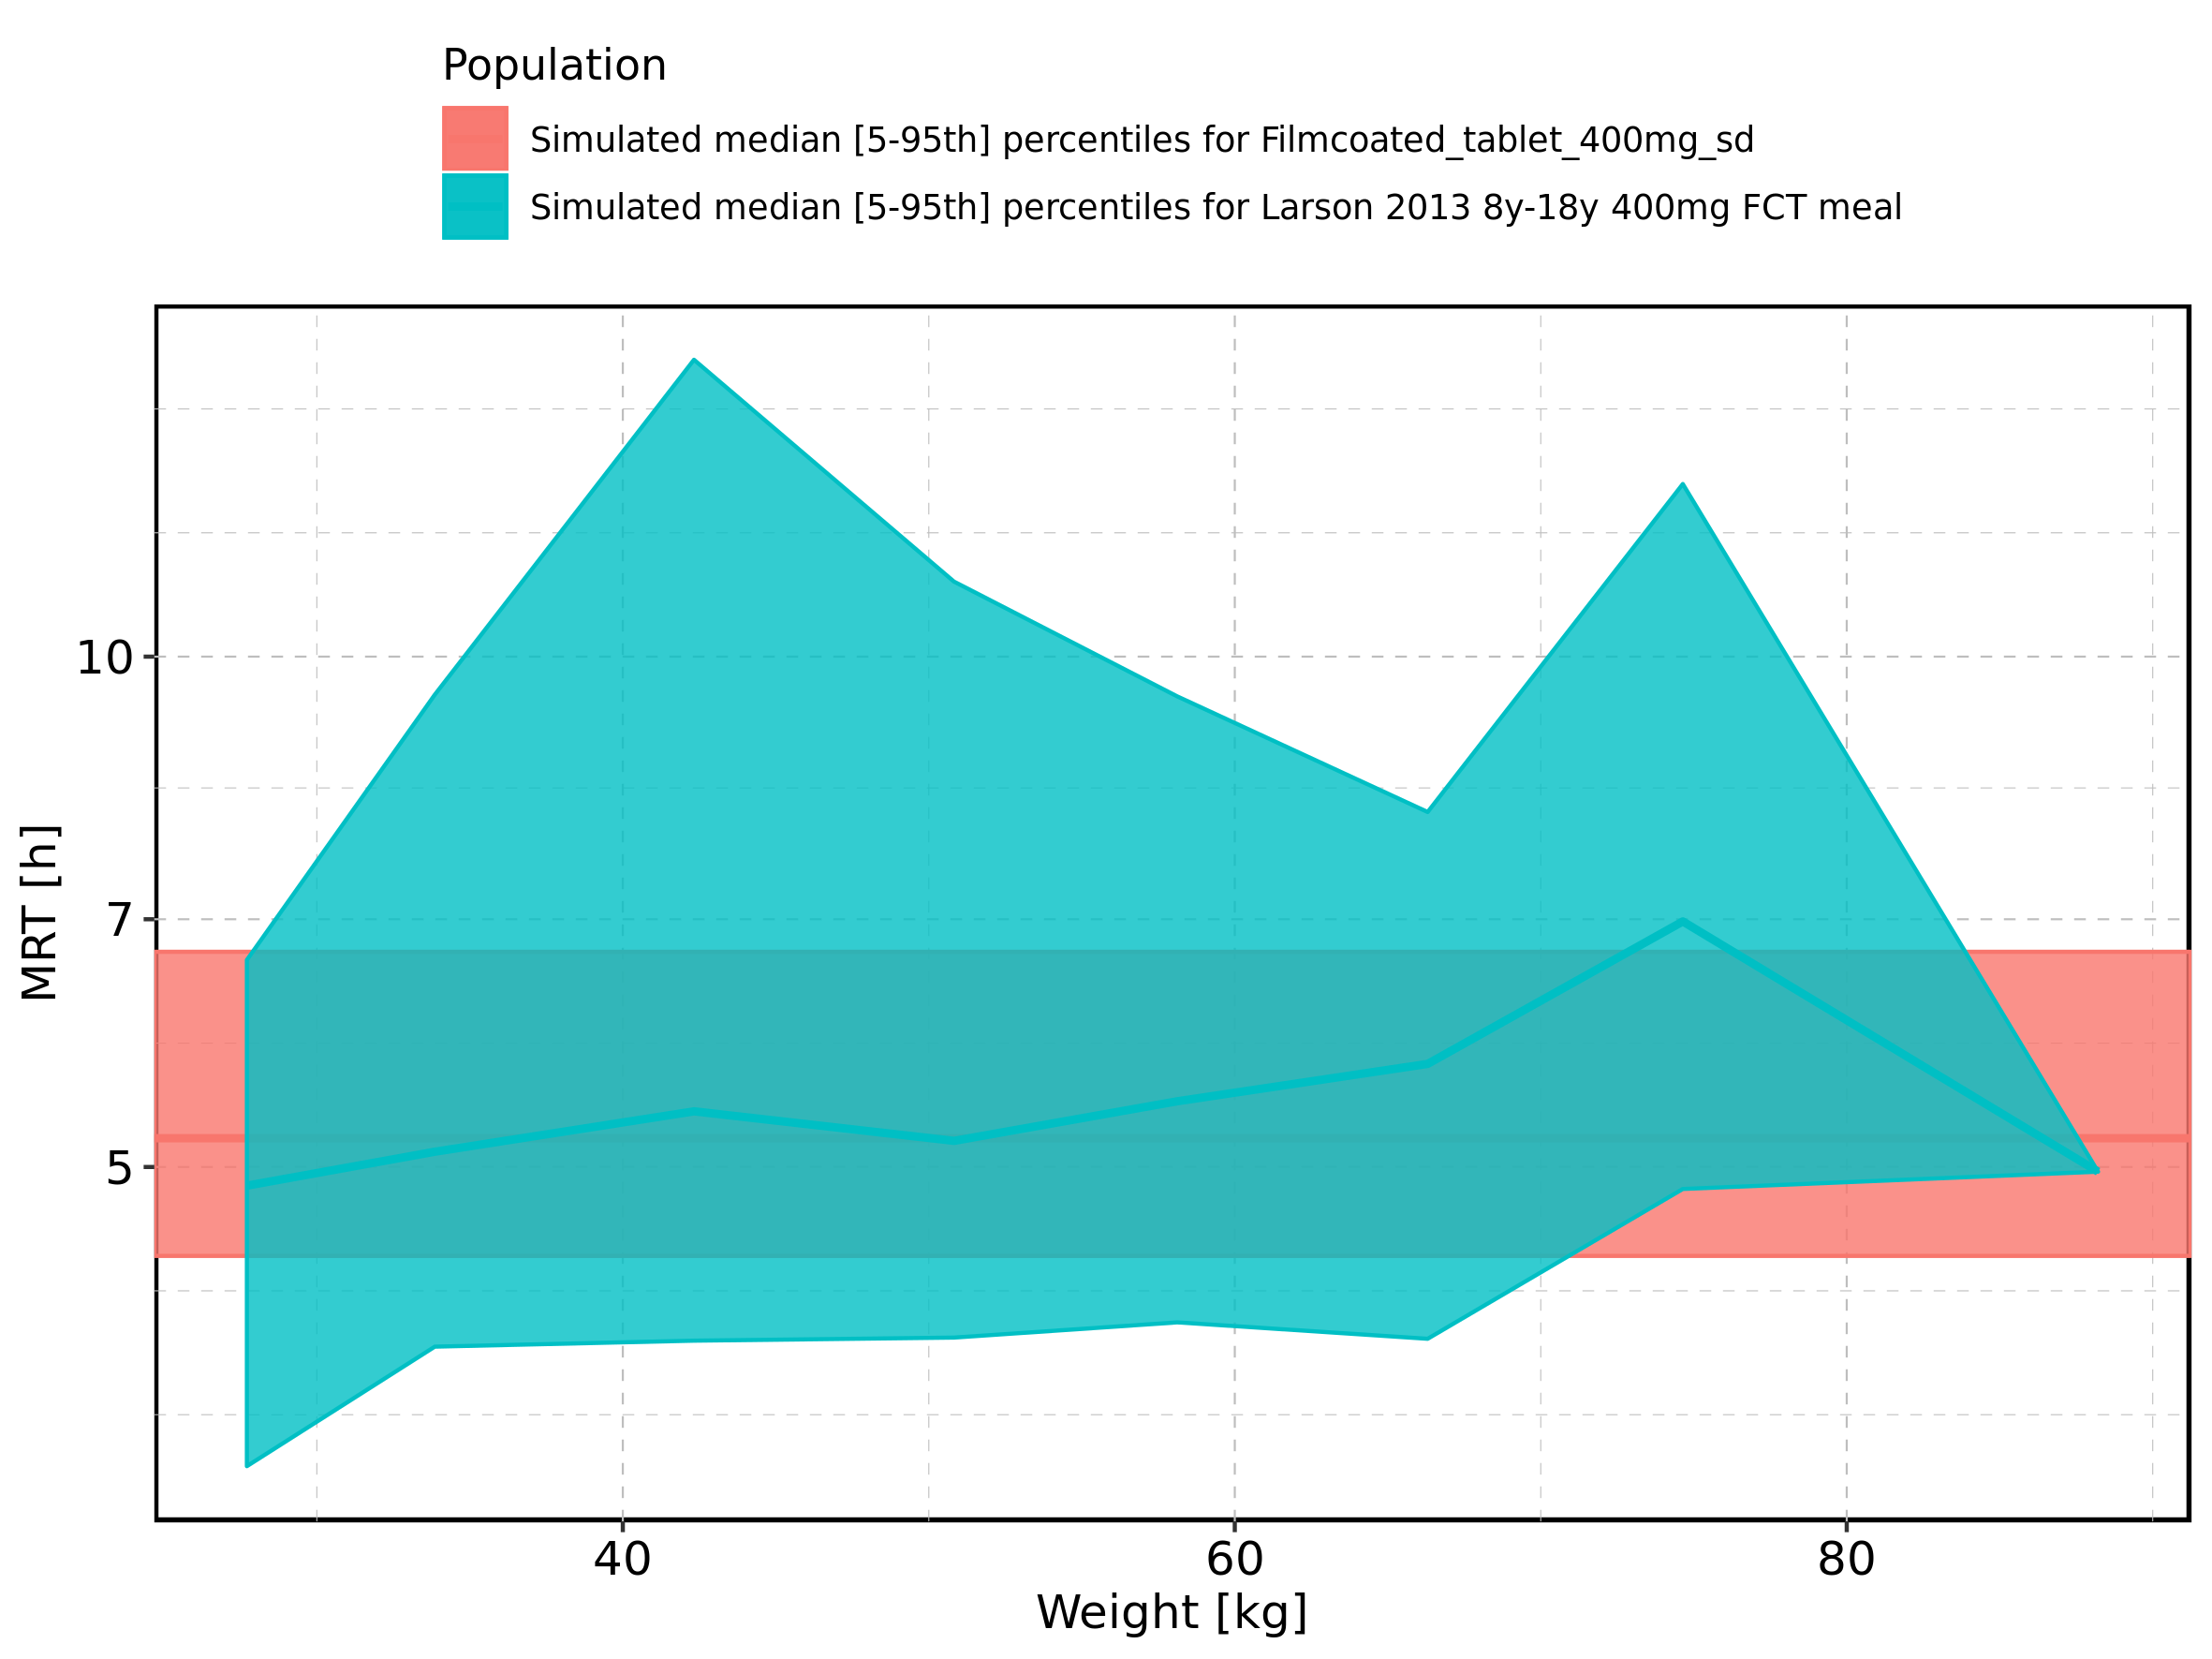 Population
Simulated median [5-95th] percentiles for Filmcoated_tablet_400mg_sd
Simulated median [5-95th] percentiles for Larson 2013 8y-18y 400mg FCT meal
10
7
5
MRT [h]
40 60 80
Weight [kg]